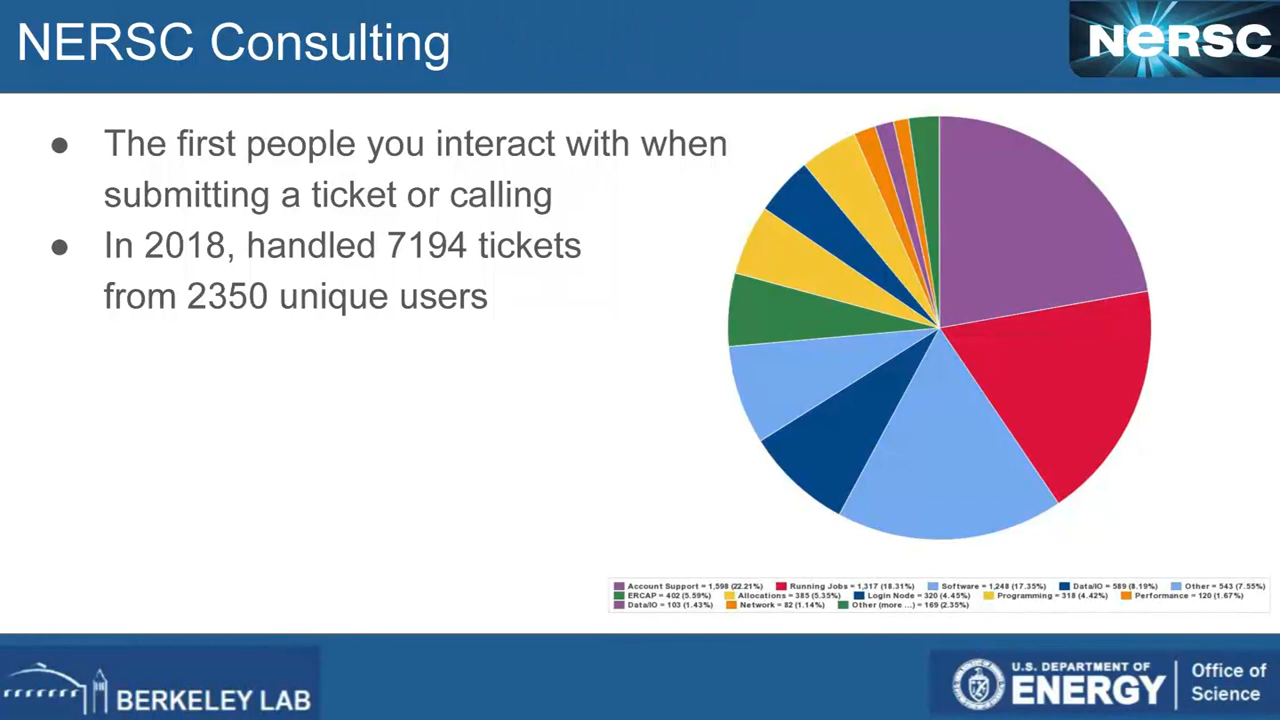 NERSC Consulting
NERSC
● The first people you interact with when
submitting a ticket or calling
● In 2018, handled 7194 tickets
from 2350 unique users
Account Support = 1,598 (22.21%) Running Jobs = 1,317 (18.31%) Software = 1,248 (17.35%) Data/IO = 589 (8.19%) Other = 543 (7.55%)
ERCAP = 402 (5.59%) Allocations = 385 (5.35%) Login Node = 320 (4.45%) Programming = 318 (4.42%) Performance = 120 (1.67%)
Data/IO = 103 (1.43%) Network = 82 (1.14%) Other (more ...) = 169 (2.35%)
BERKELEY LAB
U.S. DEPARTMENT OF
ENERGY
Office of
Science